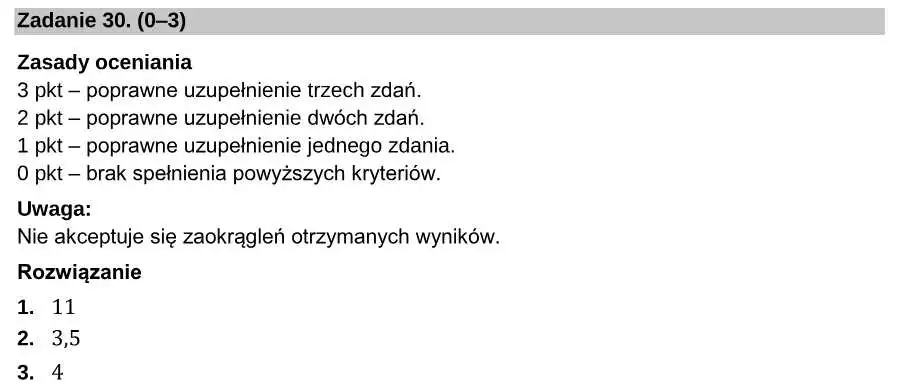 Zadanie 30. (0–3)
Zasady oceniania
3 pkt – poprawne uzupełnienie trzech zdań.
2 pkt – poprawne uzupełnienie dwóch zdań.
1 pkt – poprawne uzupełnienie jednego zdania.
0 pkt – brak spełnienia powyższych kryteriów.
Uwaga:
Nie akceptuje się zaokrągleń otrzymanych wyników.
Rozwiązanie
1. 11
2. 3,5
3. 4